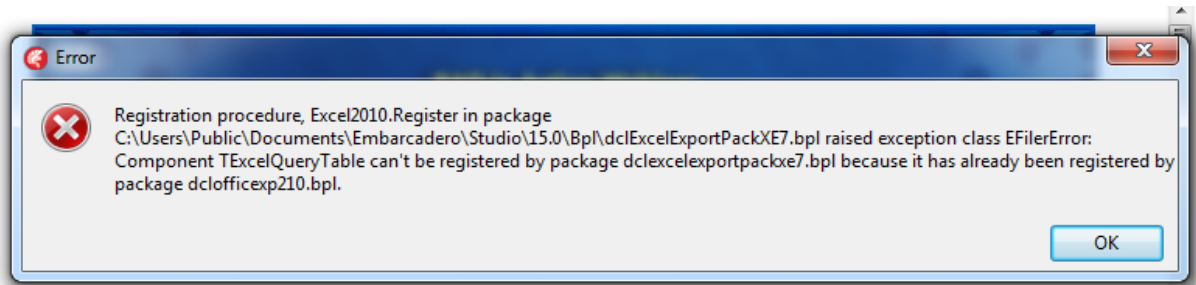 Error
Registration procedure, Excel2010.Register in package
C:\Users\Public\Documents\Embarcadero\Studio\15.0\Bpl\dclExcelExportPackXE7.bpl raised exception class EFilerError:
Component TExcelQueryTable can't be registered by package dclexcelexportpackxe7.bpl because it has already been registered by
package dclofficexp210.bpl.
OK